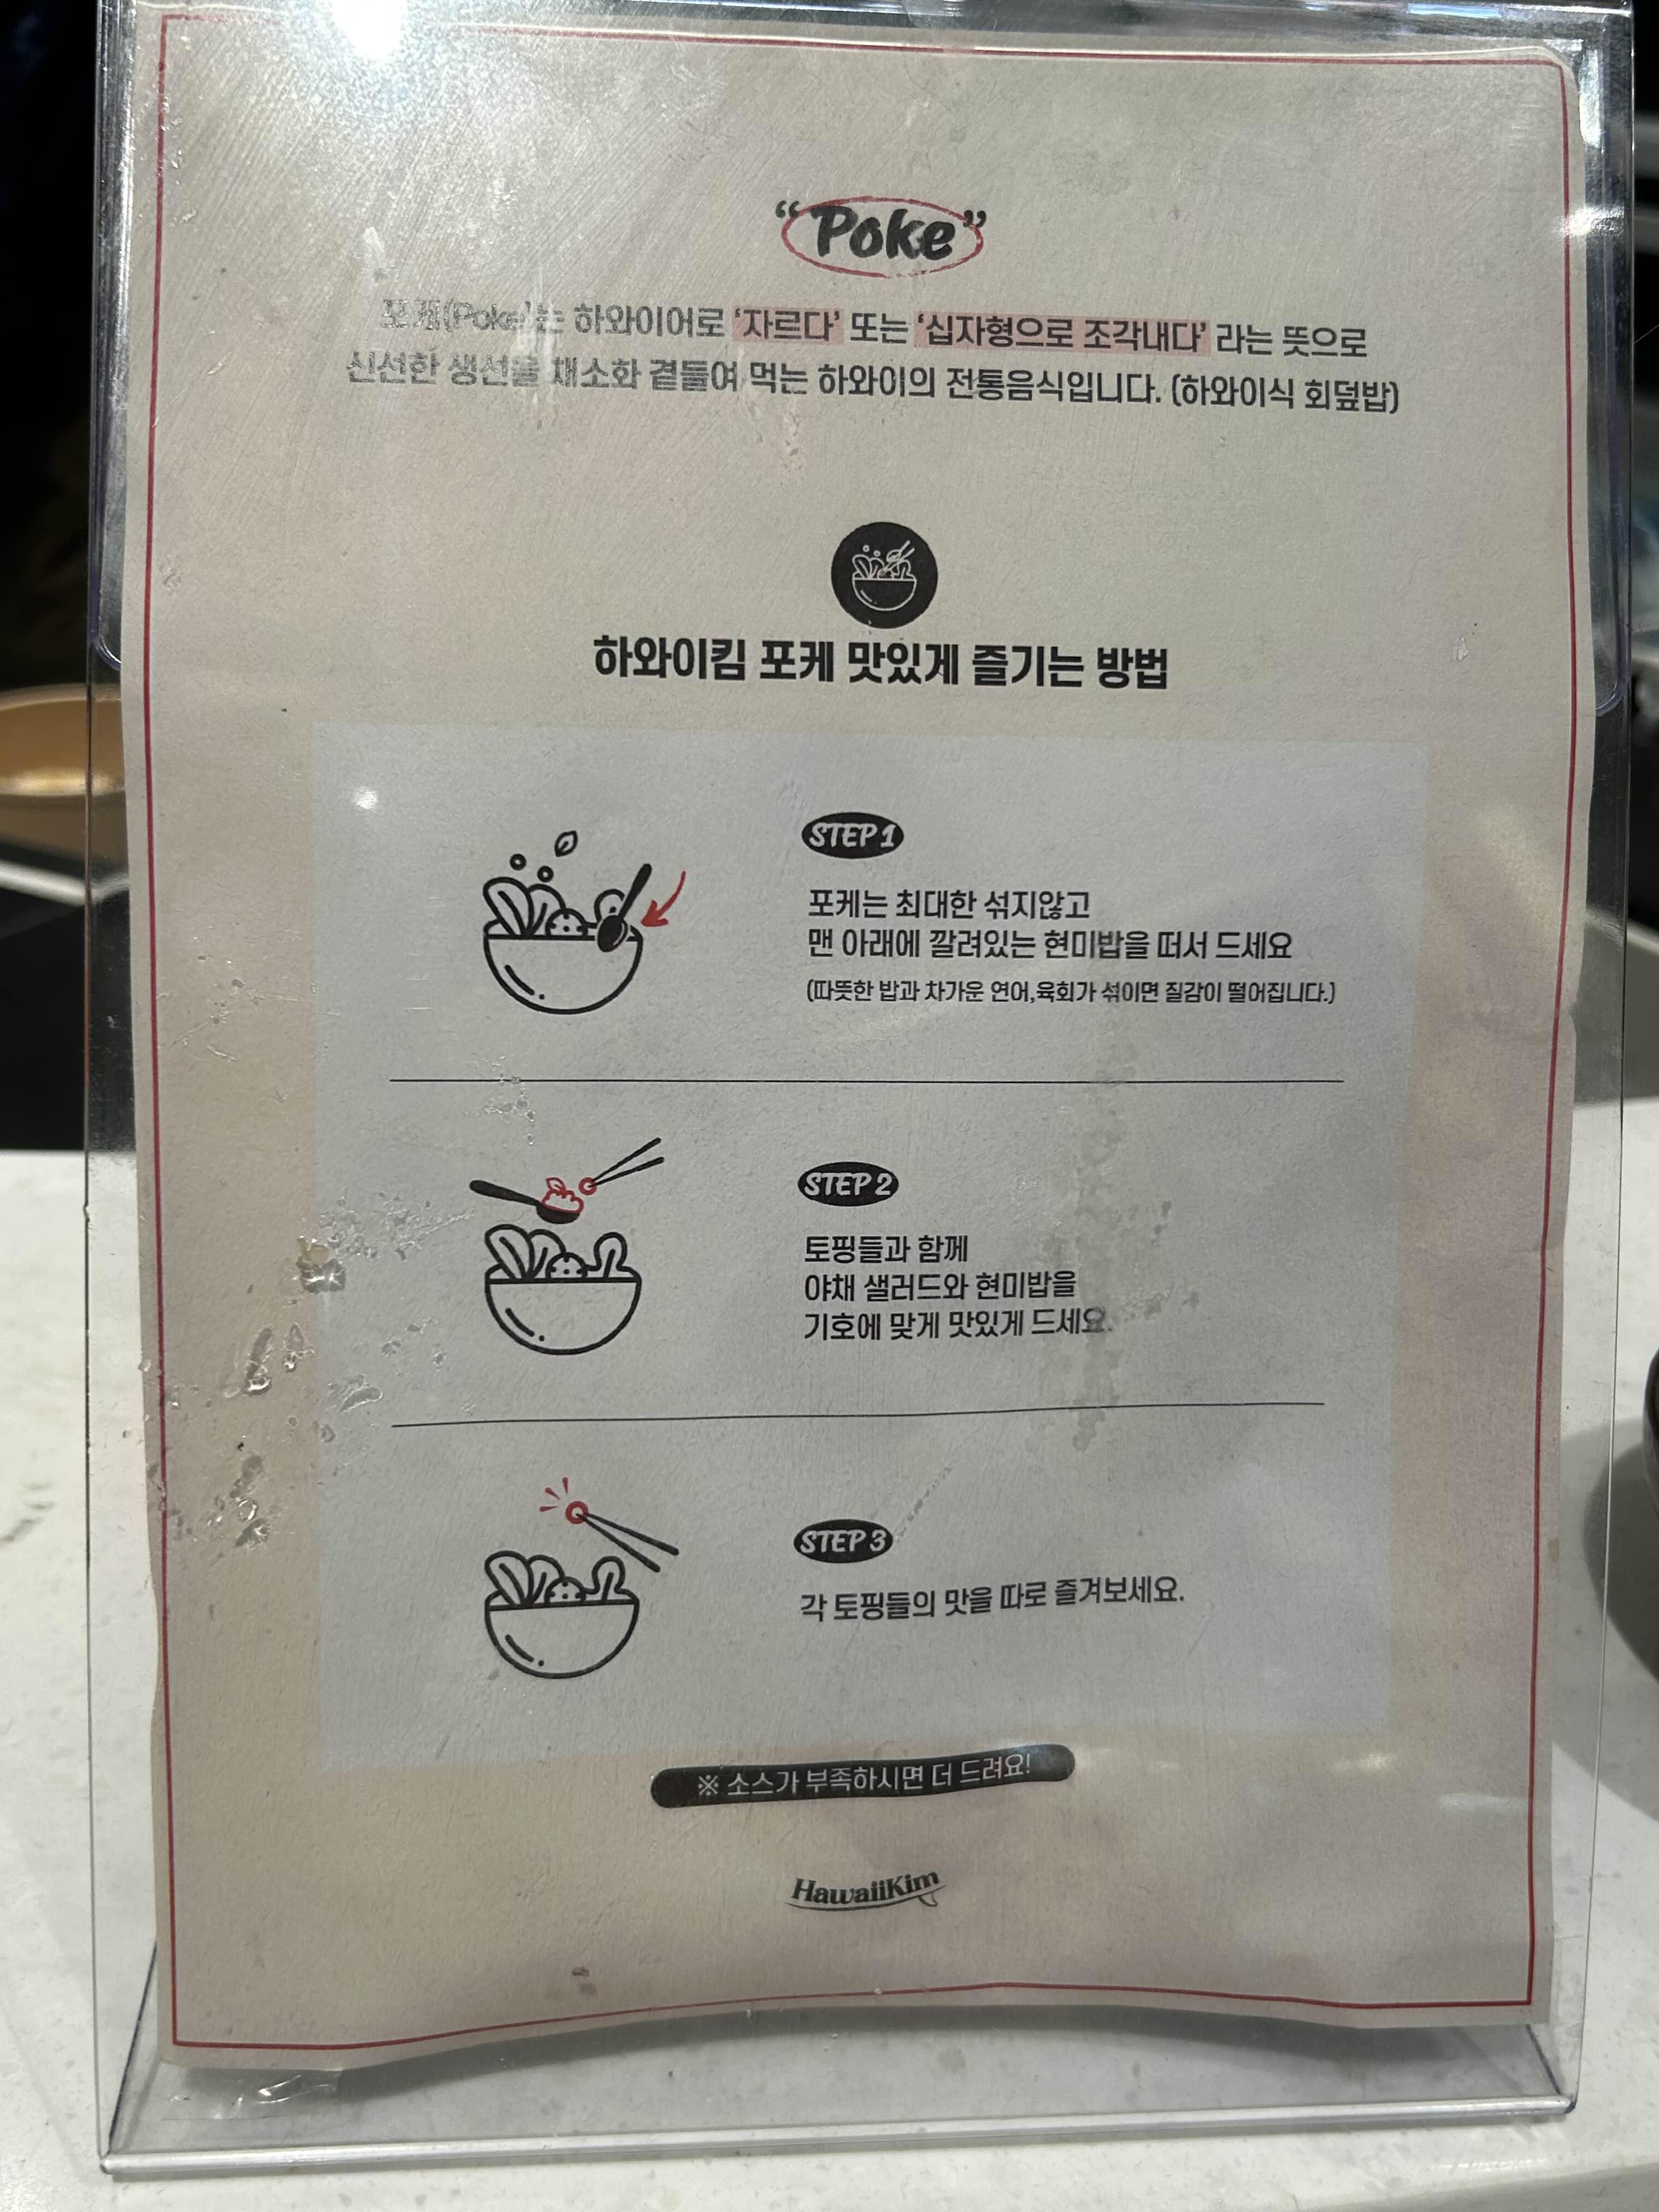 “Poke”
포케(Poke)는 하와이어로 ‘자르다’ 또는 ‘십자형으로 조각내다’ 라는 뜻으로
신선한 생선을 채소화 곁들여 먹는 하와이의 전통음식입니다. (하와이식 회덮밥)
하와이킴 포케 맛있게 즐기는 방법
STEP 1
포케는 최대한 섞지않고
맨 아래에 깔려있는 현미밥을 떠서 드세요
(따뜻한 밥과 차가운 연어,육회가 섞이면 질감이 떨어집니다.)
STEP 2
토핑들과 함께
야채 샐러드와 현미밥을
기호에 맞게 맛있게 드세요.
STEP 3
각 토핑들의 맛을 따로 즐겨보세요.
※ 소스가 부족하시면 더 드려요!
HawaiiKim